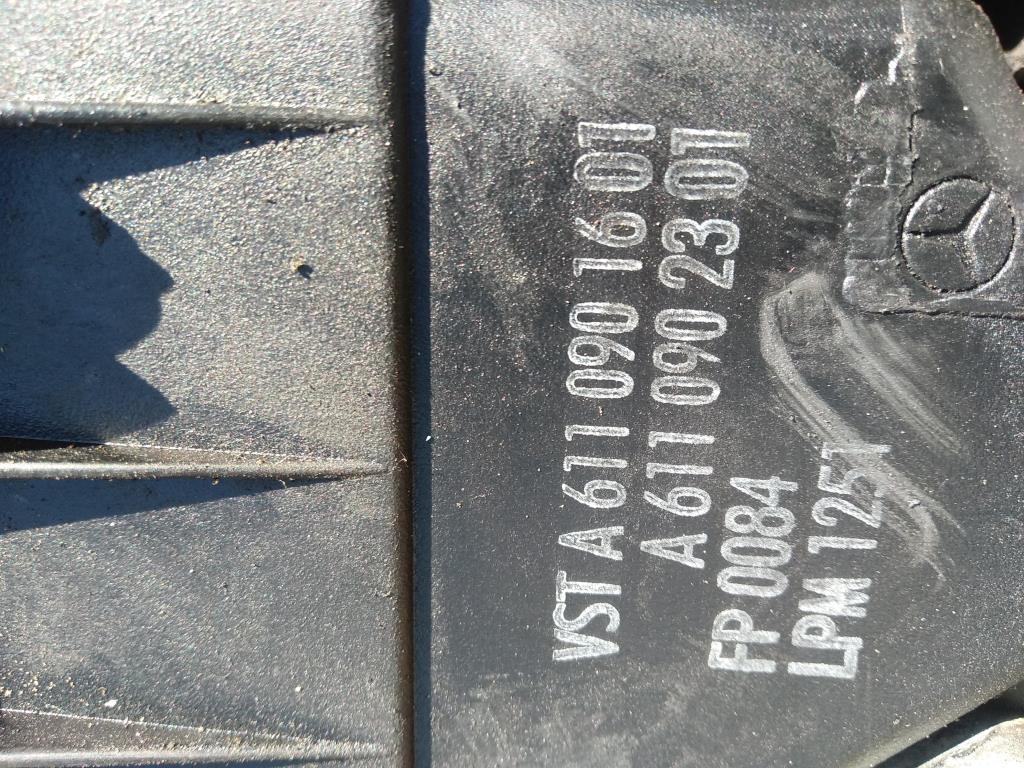 VST A 611 090 16 01
A 611 090 23 01
FP 0084
LPM 1251